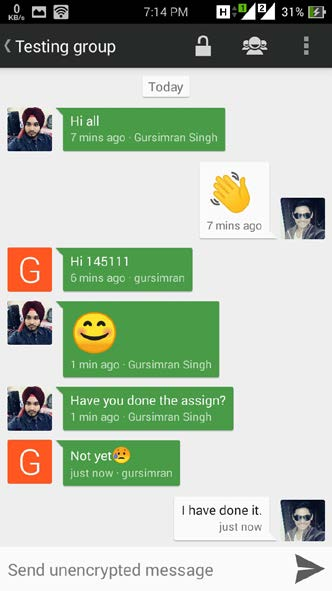 0
KB/s
7:14 PM
H 1 2 31%
Testing group
Today
Hi all
7 mins ago · Gursimran Singh
7 mins ago
G
Hi 145111
6 mins ago · gursimran
1 min ago · Gursimran Singh
Have you done the assign?
1 min ago · Gursimran Singh
G
Not yet😥
just now · gursimran
I have done it.
just now
Send unencrypted message